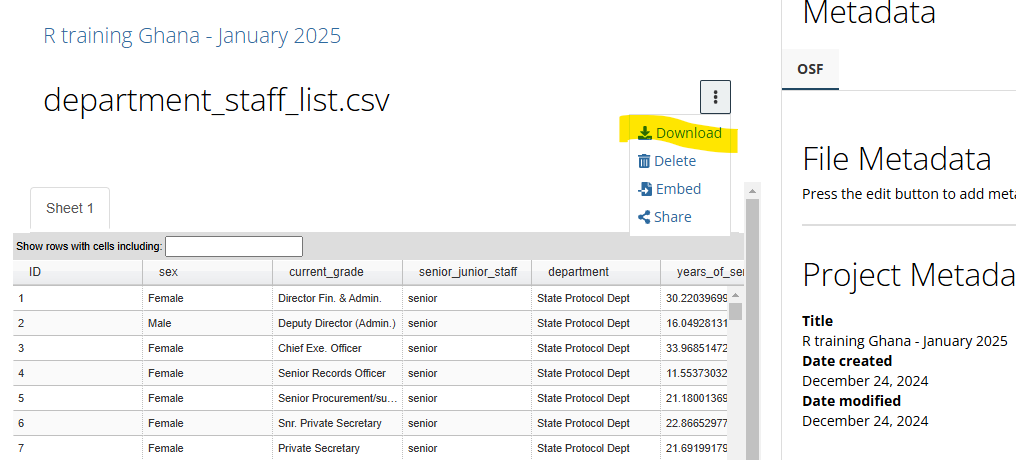 R training Ghana - January 2025
department_staff_list.csv
Download
Delete
Embed
Share
Sheet 1
Show rows with cells including:
ID sex current_grade senior_junior_staff department years_of_se
1 Female Director Fin. & Admin. senior State Protocol Dept 30.22039699
2 Male Deputy Director (Admin.) senior State Protocol Dept 16.04928131
3 Female Chief Exe. Officer senior State Protocol Dept 33.96851472
4 Female Senior Records Officer senior State Protocol Dept 11.55373032
5 Female Senior Procurement/su... senior State Protocol Dept 21.18001369
6 Female Snr. Private Secretary senior State Protocol Dept 22.86652977
7 Female Private Secretary senior State Protocol Dept 21.69199179
Metadata
OSF
File Metadata
Press the edit button to add meta
Project Metada
Title
R training Ghana - January 2025
Date created
December 24, 2024
Date modified
December 24, 2024